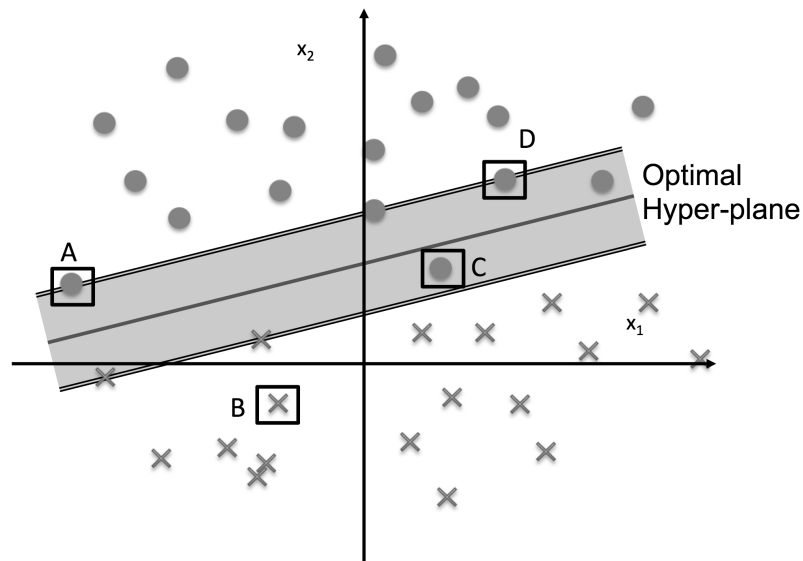 x₂
D
Optimal
Hyper-plane
A
C
x₁
B